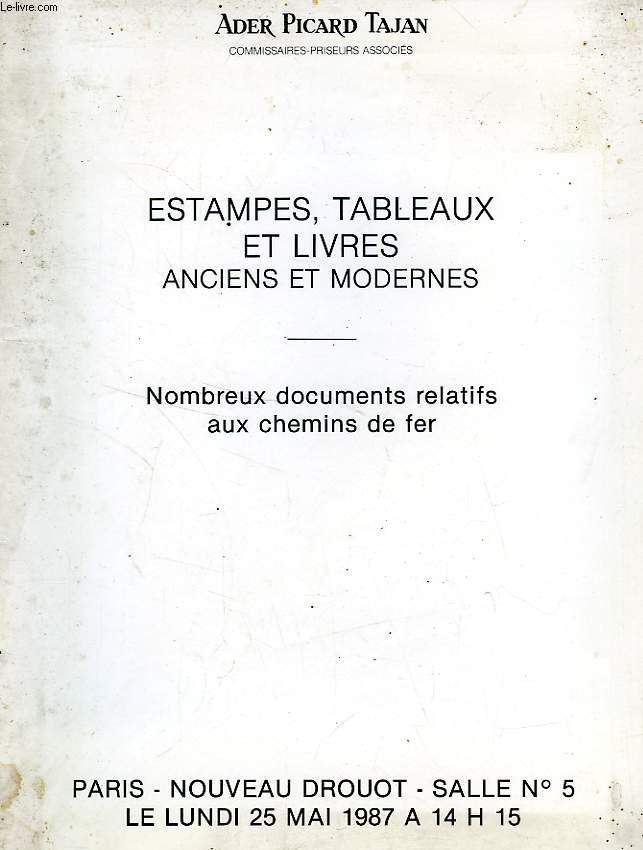 Le-livre.com
ADER PICARD TAJAN
COMMISSAIRES-PRISEURS ASSOCIÉS
ESTAMPES, TABLEAUX
ET LIVRES
ANCIENS ET MODERNES
Nombreux documents relatifs
aux chemins de fer
PARIS - NOUVEAU DROUOT - SALLE N° 5
LE LUNDI 25 MAI 1987 A 14 H 15